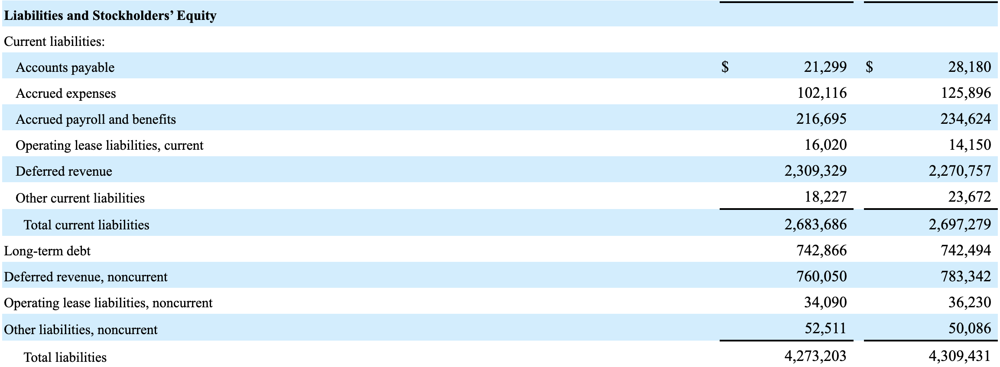 Liabilities and Stockholders’ Equity
Current liabilities:
Accounts payable $ 21,299 $ 28,180
Accrued expenses 102,116 125,896
Accrued payroll and benefits 216,695 234,624
Operating lease liabilities, current 16,020 14,150
Deferred revenue 2,309,329 2,270,757
Other current liabilities 18,227 23,672
Total current liabilities 2,683,686 2,697,279
Long-term debt 742,866 742,494
Deferred revenue, noncurrent 760,050 783,342
Operating lease liabilities, noncurrent 34,090 36,230
Other liabilities, noncurrent 52,511 50,086
Total liabilities 4,273,203 4,309,431